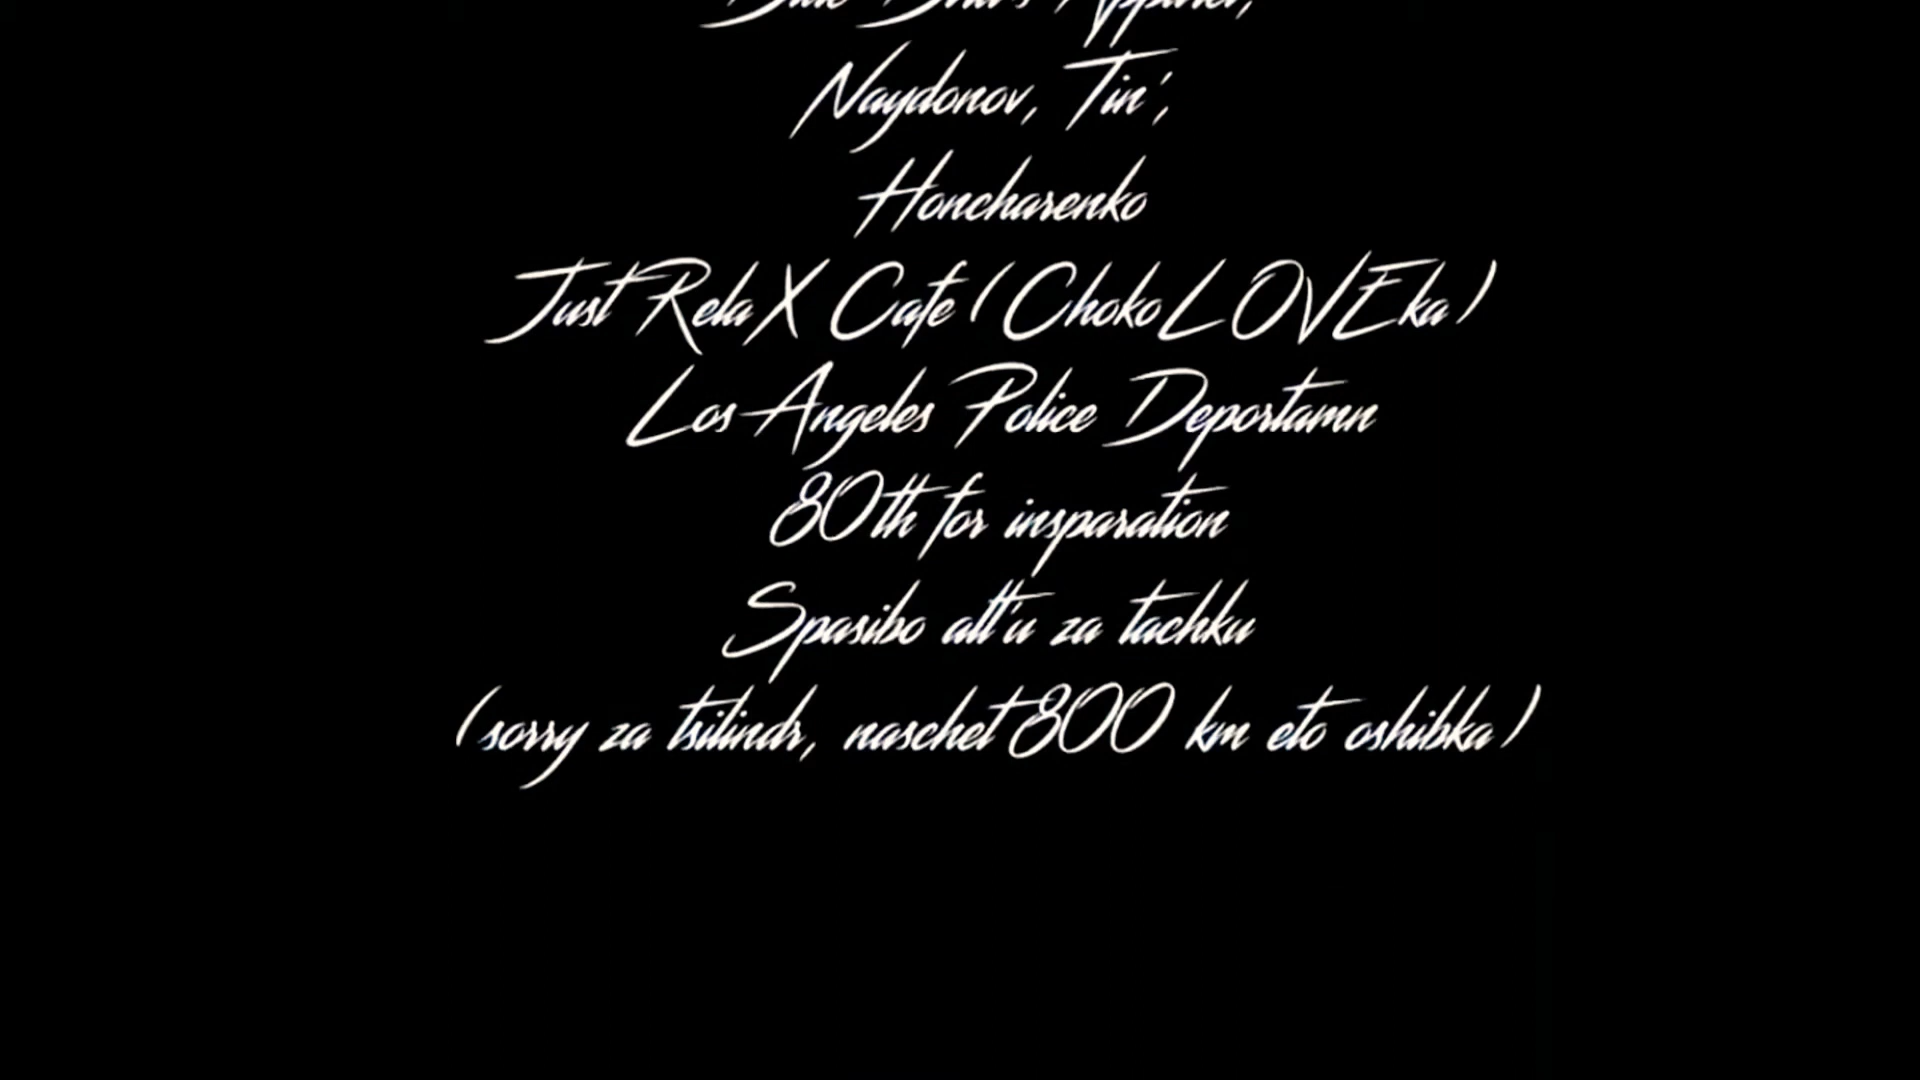 Naydonov, Tin',
Honcharenko
Just RelaX Cafe (ChokoLOVEka)
Los Angeles Police Deportamn
80th for insparation
Spasibo alt'u za tachku
(sorry za tsilindr, naschet 800 km eto oshibka)